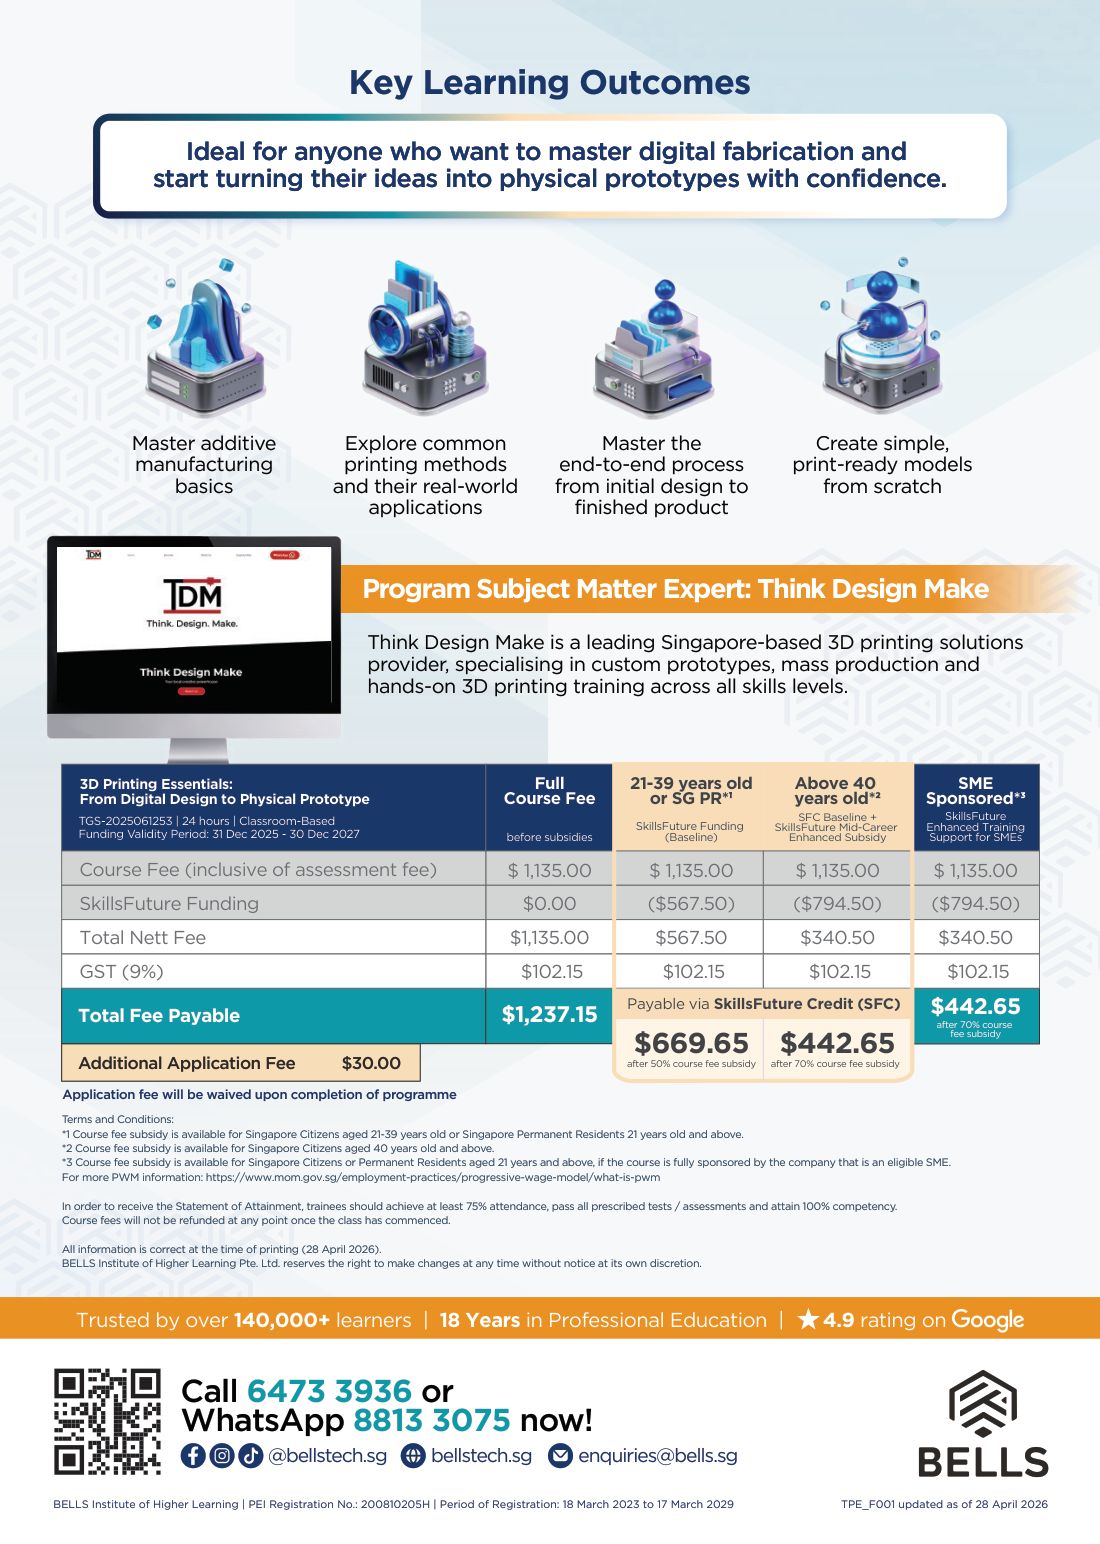 Key Learning Outcomes
Ideal for anyone who want to master digital fabrication and
start turning their ideas into physical prototypes with confidence.
Master additive
manufacturing
basics
Explore common
printing methods
and their real-world
applications
Master the
end-to-end process
from initial design to
finished product
Create simple,
print-ready models
from scratch
TDM
TDM
Think. Design. Make.
Think Design Make
Program Subject Matter Expert: Think Design Make
Think Design Make is a leading Singapore-based 3D printing solutions
provider, specialising in custom prototypes, mass production and
hands-on 3D printing training across all skills levels.
3D Printing Essentials:
From Digital Design to Physical Prototype
TGS-2025061253 | 24 hours | Classroom-Based
Funding Validity Period: 31 Dec 2025 - 30 Dec 2027
Full
Course Fee
before subsidies
21-39 years old
or SG PR*¹
SkillsFuture Funding
(Baseline)
Above 40
years old*²
SFC Baseline +
SkillsFuture Mid-Career
Enhanced Subsidy
SME
Sponsored*³
SkillsFuture
Enhanced Training
Support for SMEs
Course Fee (inclusive of assessment fee) $ 1,135.00 $ 1,135.00 $ 1,135.00 $ 1,135.00
SkillsFuture Funding $0.00 ($567.50) ($794.50) ($794.50)
Total Nett Fee $1,135.00 $567.50 $340.50 $340.50
GST (9%) $102.15 $102.15 $102.15 $102.15
Total Fee Payable $1,237.15
Payable via SkillsFuture Credit (SFC)
$669.65
after 50% course fee subsidy
$442.65
after 70% course fee subsidy
$442.65
after 70% course
fee subsidy
Additional Application Fee $30.00
Application fee will be waived upon completion of programme
Terms and Conditions:
*1 Course fee subsidy is available for Singapore Citizens aged 21-39 years old or Singapore Permanent Residents 21 years old and above.
*2 Course fee subsidy is available for Singapore Citizens aged 40 years old and above.
*3 Course fee subsidy is available for Singapore Citizens or Permanent Residents aged 21 years and above, if the course is fully sponsored by the company that is an eligible SME.
For more PWM information: https://www.mom.gov.sg/employment-practices/progressive-wage-model/what-is-pwm
In order to receive the Statement of Attainment, trainees should achieve at least 75% attendance, pass all prescribed tests / assessments and attain 100% competency.
Course fees will not be refunded at any point once the class has commenced.
All information is correct at the time of printing (28 April 2026).
BELLS Institute of Higher Learning Pte. Ltd. reserves the right to make changes at any time without notice at its own discretion.
Trusted by over 140,000+ learners | 18 Years in Professional Education | ★ 4.9 rating on Google
Call 6473 3936 or
WhatsApp 8813 3075 now!
@bellstech.sg bellstech.sg enquiries@bells.sg
BELLS
BELLS Institute of Higher Learning | PEI Registration No.: 200810205H | Period of Registration: 18 March 2023 to 17 March 2029
TPE_F001 updated as of 28 April 2026